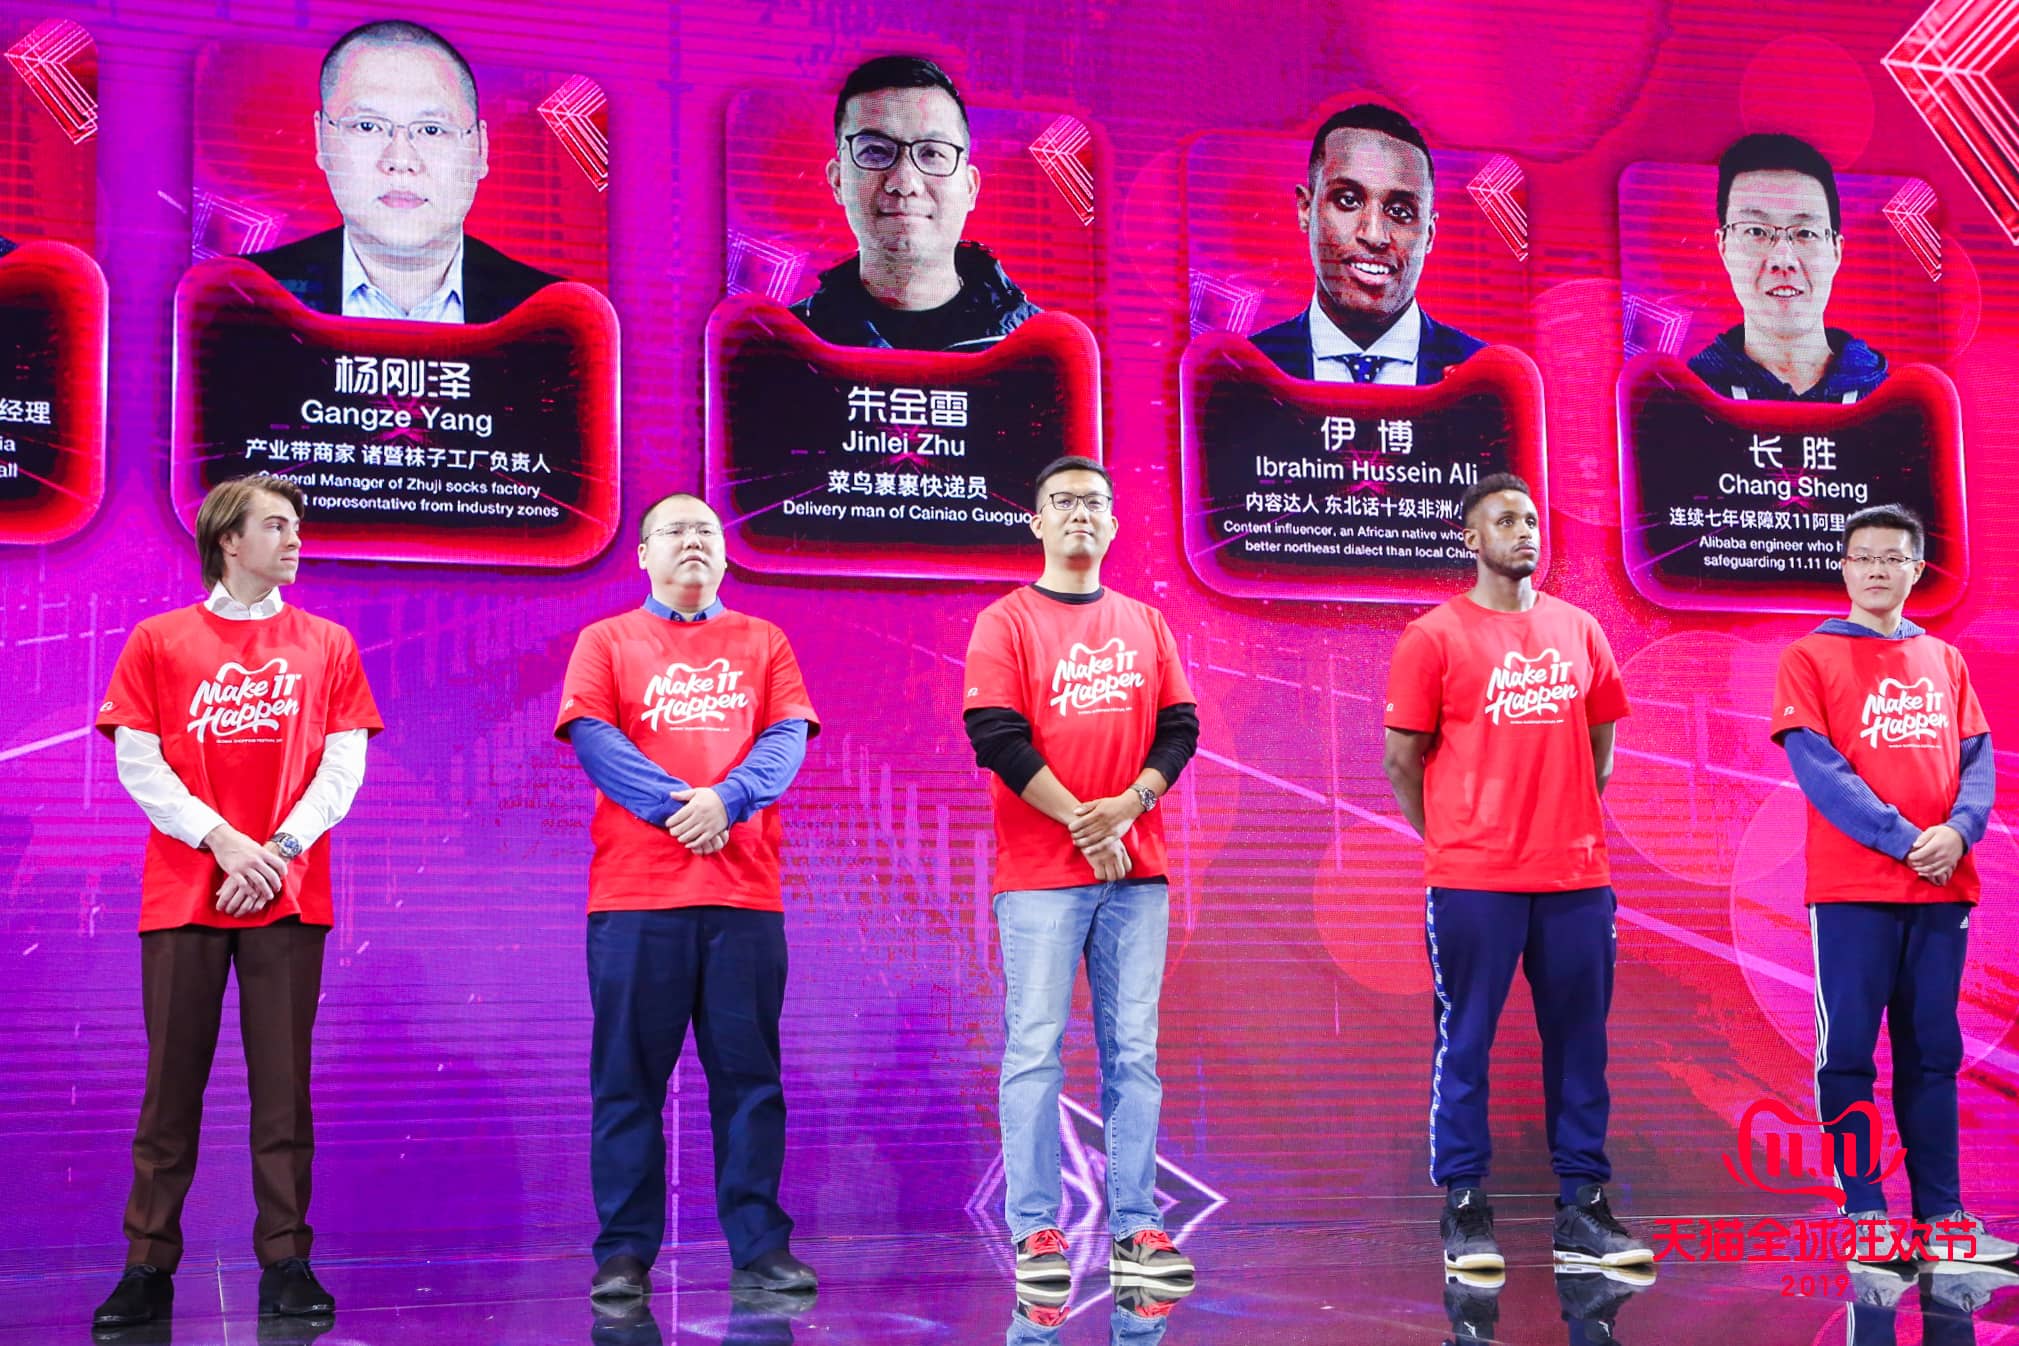 经理
杨刚泽
Gangze Yang
产业带商家 诸暨袜子工厂负责人
General Manager of Zhuji socks factory
representative from industry zones
朱金雷
Jinlei Zhu
菜鸟裹裹快递员
Delivery man of Cainiao Guoguo
伊 博
Ibrahim Hussein Ali
内容达人 东北话十级非洲小
Content influencer, an African native who
better northeast dialect than local Chin
长 胜
Chang Sheng
连续七年保障双11阿里
Alibaba engineer who
safeguarding 11.11 for
Make IT
Happen
Make IT
Happen
Make IT
Happen
Make IT
Happen
Make IT
Happen
11.11
天猫全球狂欢节
2019